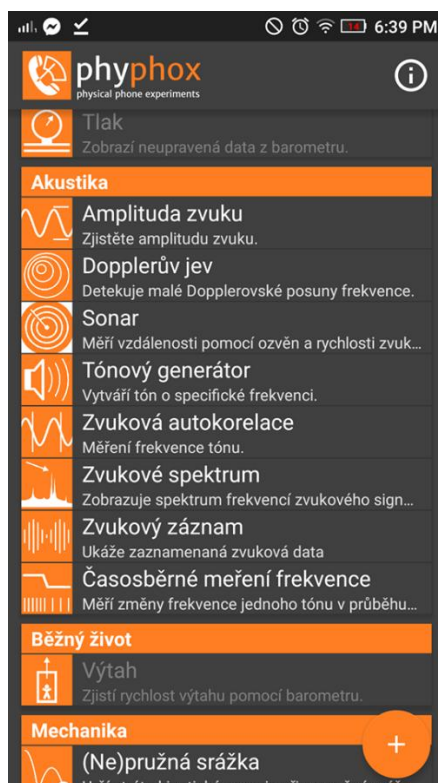 14 6:39 PM
phyphox
physical phone experiments
Tlak
Zobrazí neupravená data z barometru.
Akustika
Amplituda zvuku
Zjistěte amplitudu zvuku.
Dopplerův jev
Detekuje malé Dopplerovské posuny frekvence.
Sonar
Měří vzdálenosti pomocí ozvěn a rychlosti zvuk...
Tónový generátor
Vytváří tón o specifické frekvenci.
Zvuková autokorelace
Měření frekvence tónu.
Zvukové spektrum
Zobrazuje spektrum frekvencí zvukového sign...
Zvukový záznam
Ukáže zaznamenaná zvuková data
Časosběrné meření frekvence
Měří změny frekvence jednoho tónu v průběhu...
Běžný život
Výtah
Zjistí rychlost výtahu pomocí barometru.
Mechanika
(Ne)pružná srážka